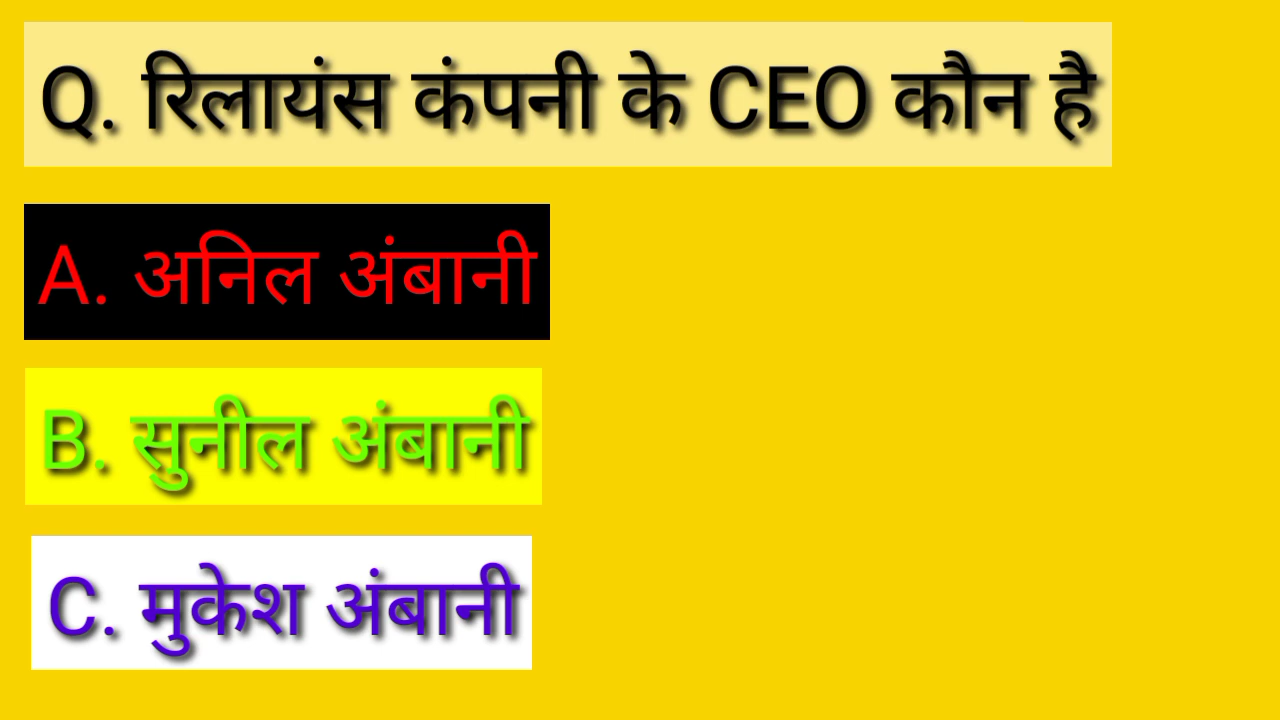 Q. रिलायंस कंपनी के CEO कौन है
A. अनिल अंबानी
B. सुनील अंबानी
C. मुकेश अंबानी